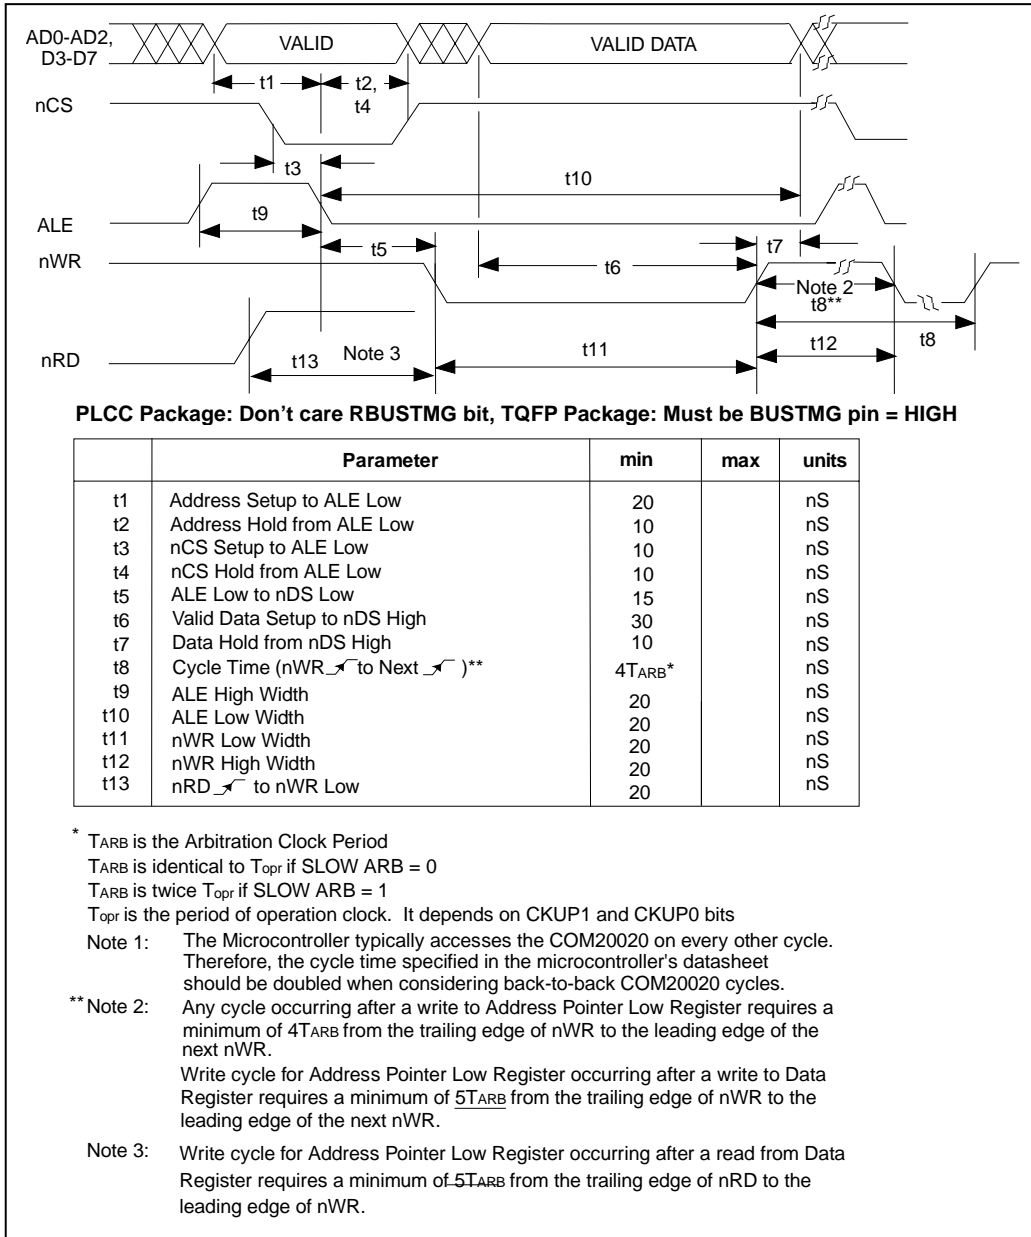 AD0-AD2,
D3-D7
VALID
VALID DATA
t1
t2,
t4
nCS
t3
t10
ALE
t9
nWR
t5
t6
t7
Note 2
t8**
t8
nRD
t13
Note 3
t11
t12
PLCC Package: Don't care RBUSTMG bit, TQFP Package: Must be BUSTMG pin = HIGH
Parameter min max units
t1 Address Setup to ALE Low 20 nS
t2 Address Hold from ALE Low 10 nS
t3 nCS Setup to ALE Low 10 nS
t4 nCS Hold from ALE Low 10 nS
t5 ALE Low to nDS Low 15 nS
t6 Valid Data Setup to nDS High 30 nS
t7 Data Hold from nDS High 10 nS
t8 Cycle Time (nWR to Next )** 4TARB* nS
t9 ALE High Width 20 nS
t10 ALE Low Width 20 nS
t11 nWR Low Width 20 nS
t12 nWR High Width 20 nS
t13 nRD to nWR Low 20 nS
* TARB is the Arbitration Clock Period
TARB is identical to Topr if SLOW ARB = 0
TARB is twice Topr if SLOW ARB = 1
Topr is the period of operation clock. It depends on CKUP1 and CKUP0 bits
Note 1: The Microcontroller typically accesses the COM20020 on every other cycle.
Therefore, the cycle time specified in the microcontroller's datasheet
should be doubled when considering back-to-back COM20020 cycles.
** Note 2: Any cycle occurring after a write to Address Pointer Low Register requires a
minimum of 4TARB from the trailing edge of nWR to the leading edge of the
next nWR.
Write cycle for Address Pointer Low Register occurring after a write to Data
Register requires a minimum of 5TARB from the trailing edge of nWR to the
leading edge of the next nWR.
Note 3: Write cycle for Address Pointer Low Register occurring after a read from Data
Register requires a minimum of 5TARB from the trailing edge of nRD to the
leading edge of nWR.